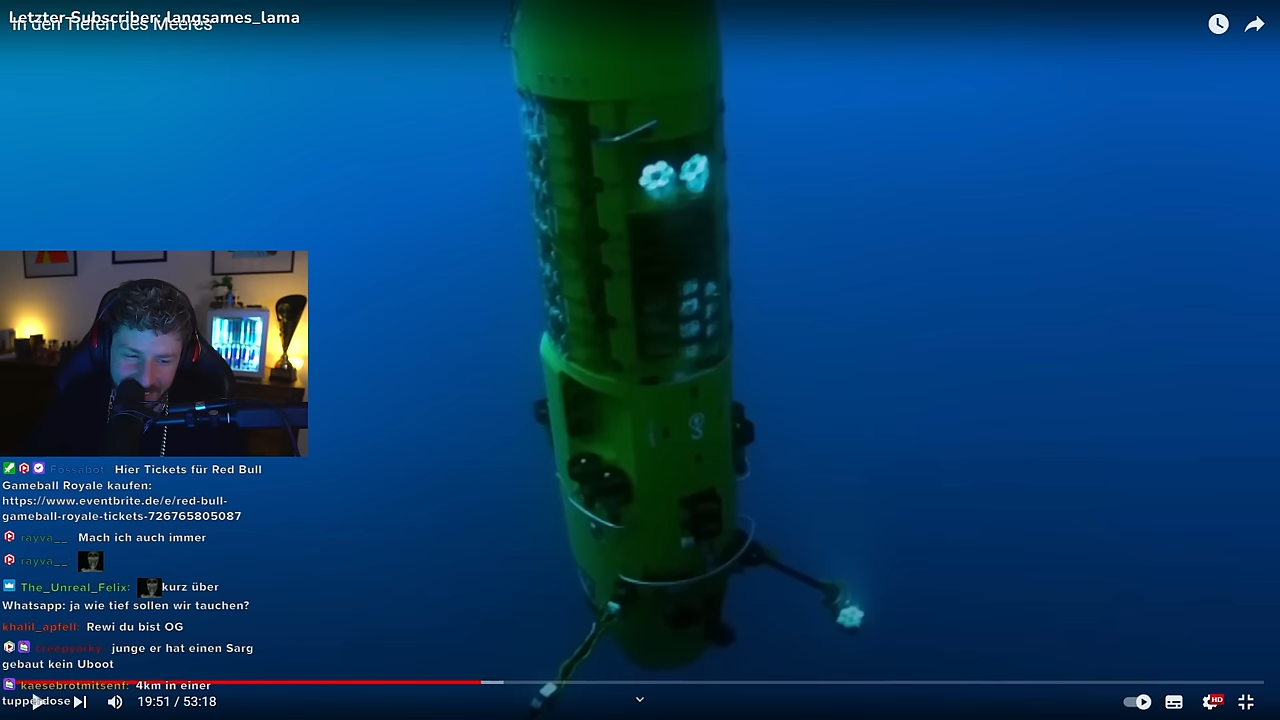 Letzter Subscriber: langsames_lama
In den Tiefen des Meeres
Fossabot: Hier Tickets für Red Bull
Gameball Royale kaufen:
https://www.eventbrite.de/e/red-bull-
gameball-royale-tickets-726765805087
rayva__ Mach ich auch immer
rayva__
The_Unreal_Felix: kurz über
Whatsapp: ja wie tief sollen wir tauchen?
khalil_apfell: Rewi du bist OG
creepyarky: junge er hat einen Sarg
gebaut kein Uboot
kaesebrotmitsenf: 4km in einer
tupperdose
19:51 / 53:18
HD